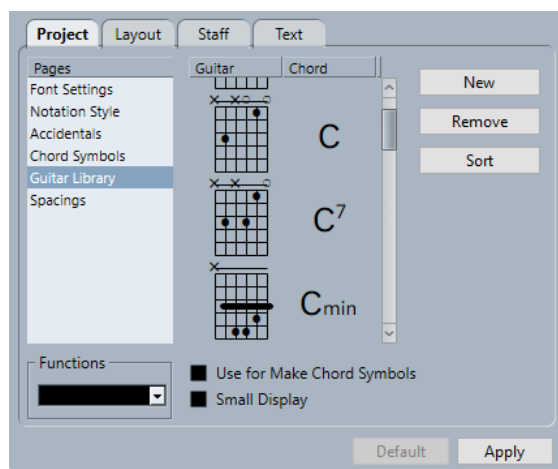 Project Layout Staff Text
Pages
Font Settings
Notation Style
Accidentals
Chord Symbols
Guitar Library
Spacings
Guitar Chord
C
C7
Cmin
New
Remove
Sort
Functions
Use for Make Chord Symbols
Small Display
Default Apply